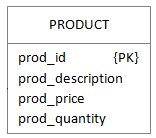 PRODUCT
prod_id {PK}
prod_description
prod_price
prod_quantity